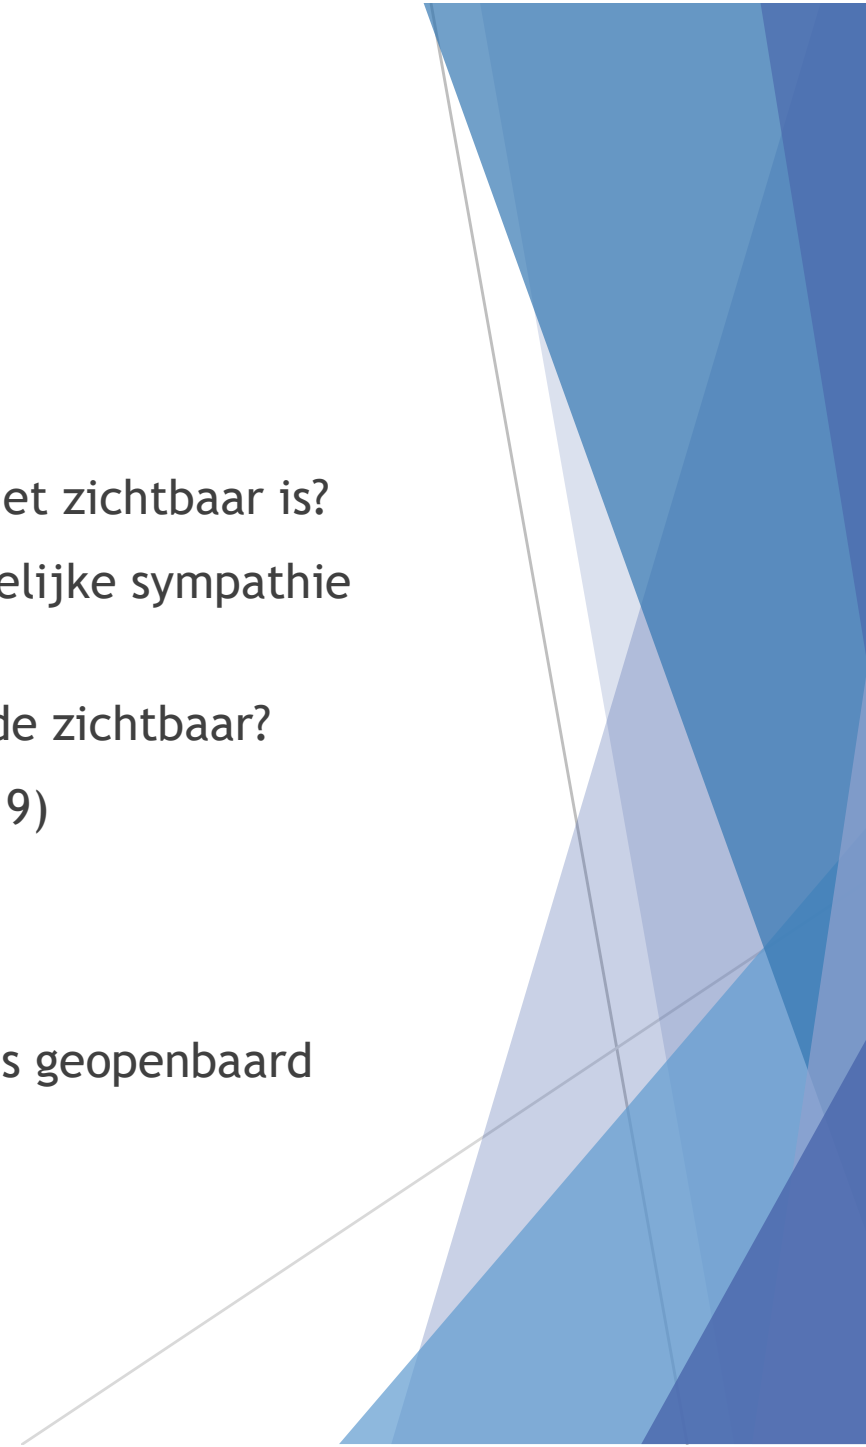 et zichtbaar is?
elijke sympathie
de zichtbaar?
9)
s geopenbaard